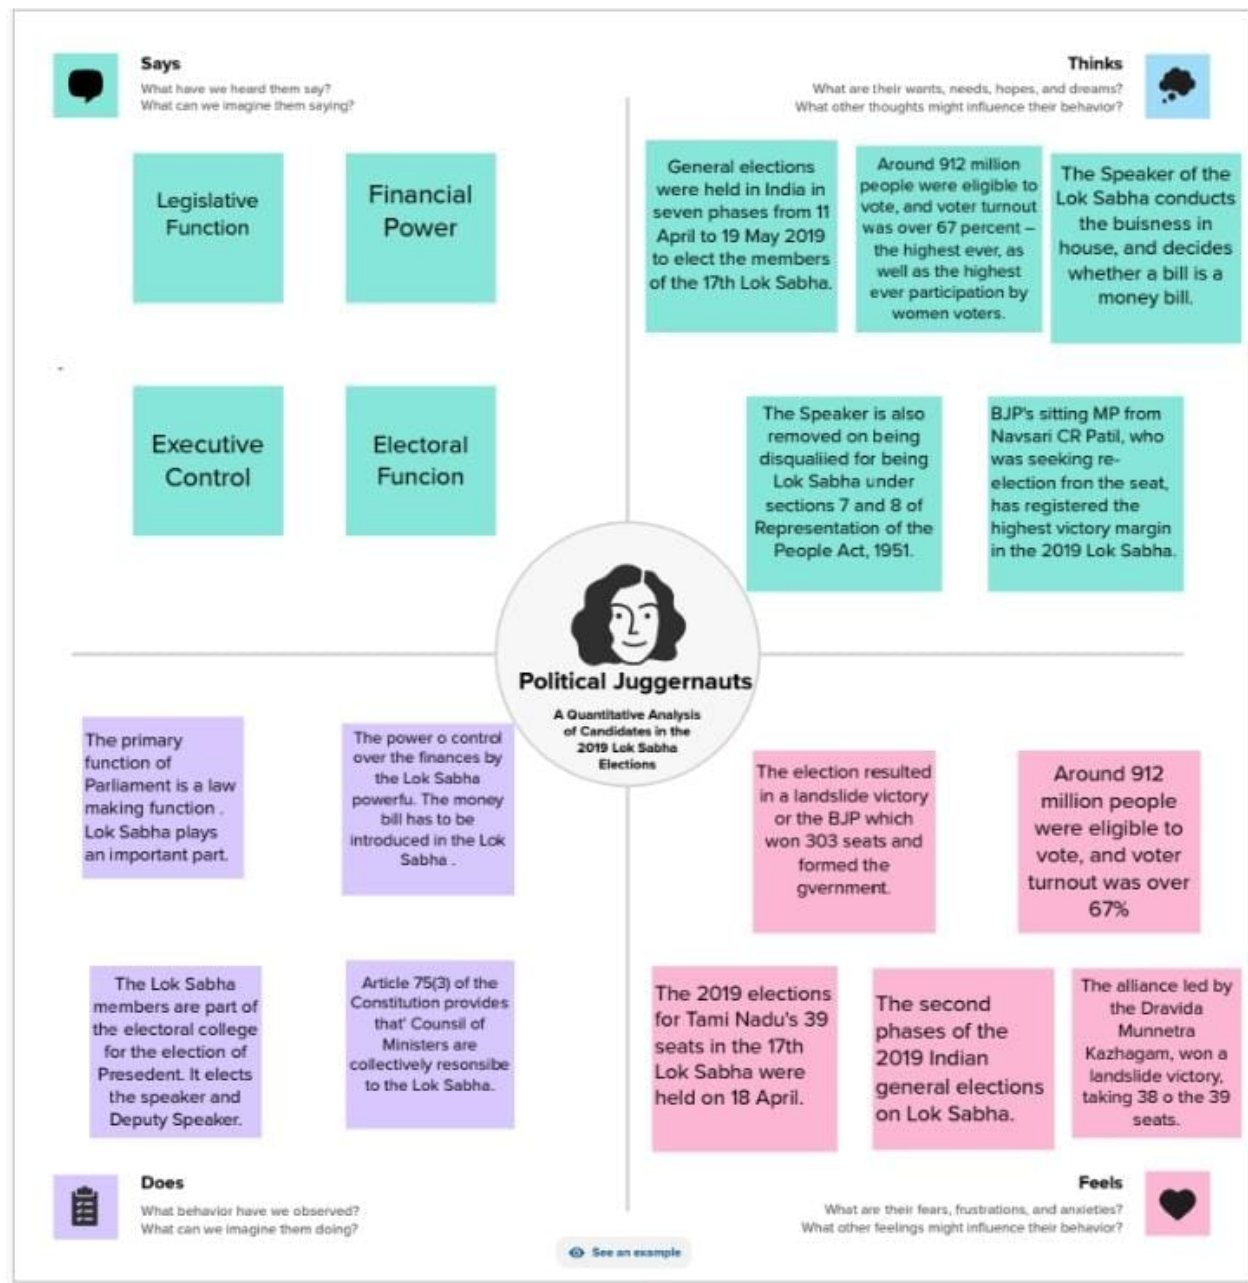 Says
What have we heard them say?
What can we imagine them saying?
Thinks
What are their wants, needs, hopes, and dreams?
What other thoughts might influence their behavior?
Legislative
Function
Financial
Power
General elections
were held in India in
seven phases from 11
April to 19 May 2019
to elect the members
of the 17th Lok Sabha.
Around 912 million
people were eligible to
vote, and voter turnout
was over 67 percent –
the highest ever, as
well as the highest
ever participation by
women voters.
The Speaker of the
Lok Sabha conducts
the buisness in
house, and decides
whether a bill is a
money bill.
Executive
Control
Electoral
Funcion
The Speaker is also
removed on being
disqualiied for being
Lok Sabha under
sections 7 and 8 of
Representation of the
People Act, 1951.
BJP's sitting MP from
Navsari CR Patil, who
was seeking re-
election fron the seat,
has registered the
highest victory margin
in the 2019 Lok Sabha.
Political Juggernauts
A Quantitative Analysis
of Candidates in the
2019 Lok Sabha
Elections
The primary
function of
Parliament is a law
making function .
Lok Sabha plays
an important part.
The power o control
over the finances by
the Lok Sabha
powerfu. The money
bill has to be
introduced in the Lok
Sabha .
The election resulted
in a landslide victory
or the BJP which
won 303 seats and
formed the
gvernment.
Around 912
million people
were eligible to
vote, and voter
turnout was over
67%
The Lok Sabha
members are part of
the electoral college
for the election of
Presedent. It elects
the speaker and
Deputy Speaker.
Article 75(3) of the
Constitution provides
that' Counsil of
Ministers are
collectively resonsibe
to the Lok Sabha.
The 2019 elections
for Tami Nadu's 39
seats in the 17th
Lok Sabha were
held on 18 April.
The second
phases of the
2019 Indian
general elections
on Lok Sabha.
The alliance led by
the Dravida
Munnetra
Kazhagam, won a
landslide victory,
taking 38 o the 39
seats.
Does
What behavior have we observed?
What can we imagine them doing?
Feels
What are their fears, frustrations, and anxieties?
What other feelings might influence their behavior?
See an example